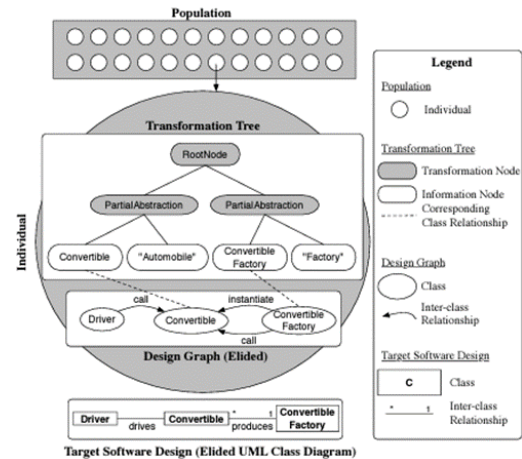 Population
Transformation Tree
RootNode
PartialAbstraction
PartialAbstraction
Convertible
"Automobile"
Convertible
Factory
"Factory"
Individual
call
instantiate
Driver
Convertible
Convertible
Factory
call
Design Graph (Elided)
Driver
drives
Convertible
* 1
produces
Convertible
Factory
Target Software Design (Elided UML Class Diagram)
Legend
Population
Individual
Transformation Tree
Transformation Node
Information Node
Corresponding
Class Relationship
Design Graph
Class
Inter-class
Relationship
Target Software Design
C
Class
* 1
Inter-class
Relationship